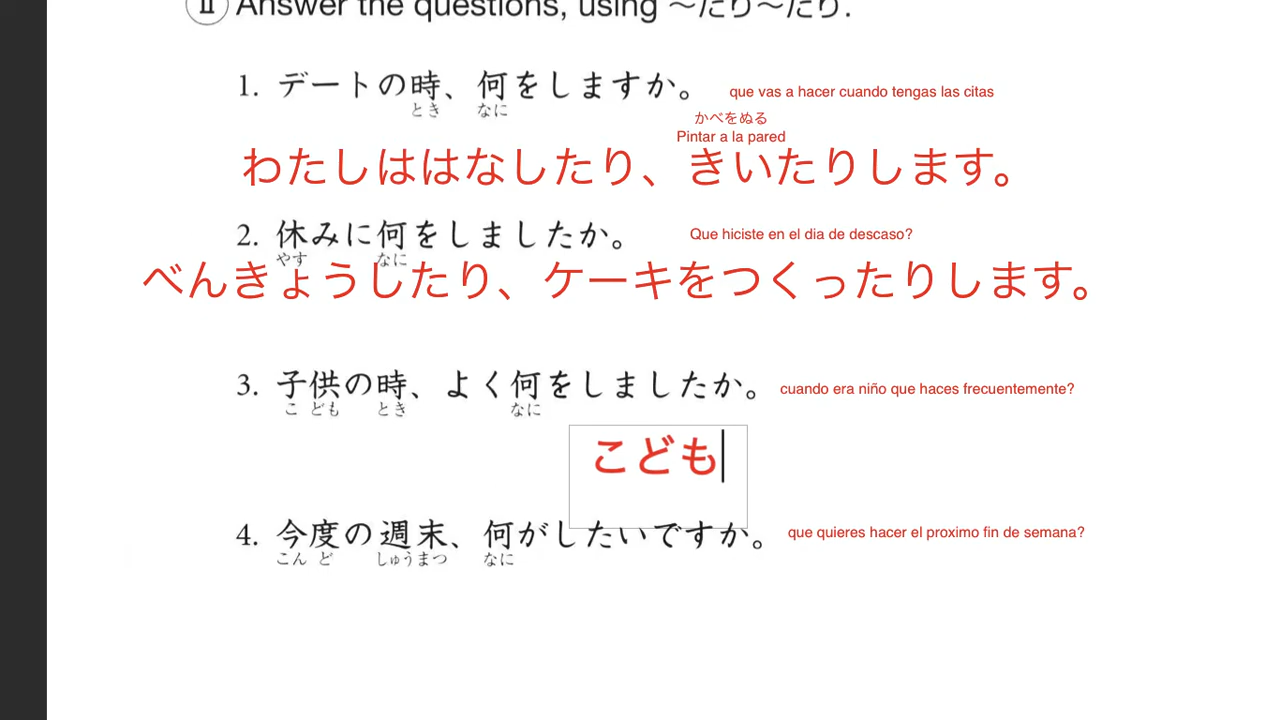 II Answer the questions, using ～たり～たり.
1. デートの時、何をしますか。 que vas a hacer cuando tengas las citas
とき なに
かべをぬる
Pintar a la pared
わたしははなしたり、きいたりします。
2. 休みに何をしましたか。 Que hiciste en el dia de descaso?
やす なに
べんきょうしたり、ケーキをつくったりします。
3. 子供の時、よく何をしましたか。 cuando era niño que haces frecuentemente?
こ ども とき なに
こども
4. 今度の週末、何がしたいですか。 que quieres hacer el proximo fin de semana?
こん ど しゅうまつ なに